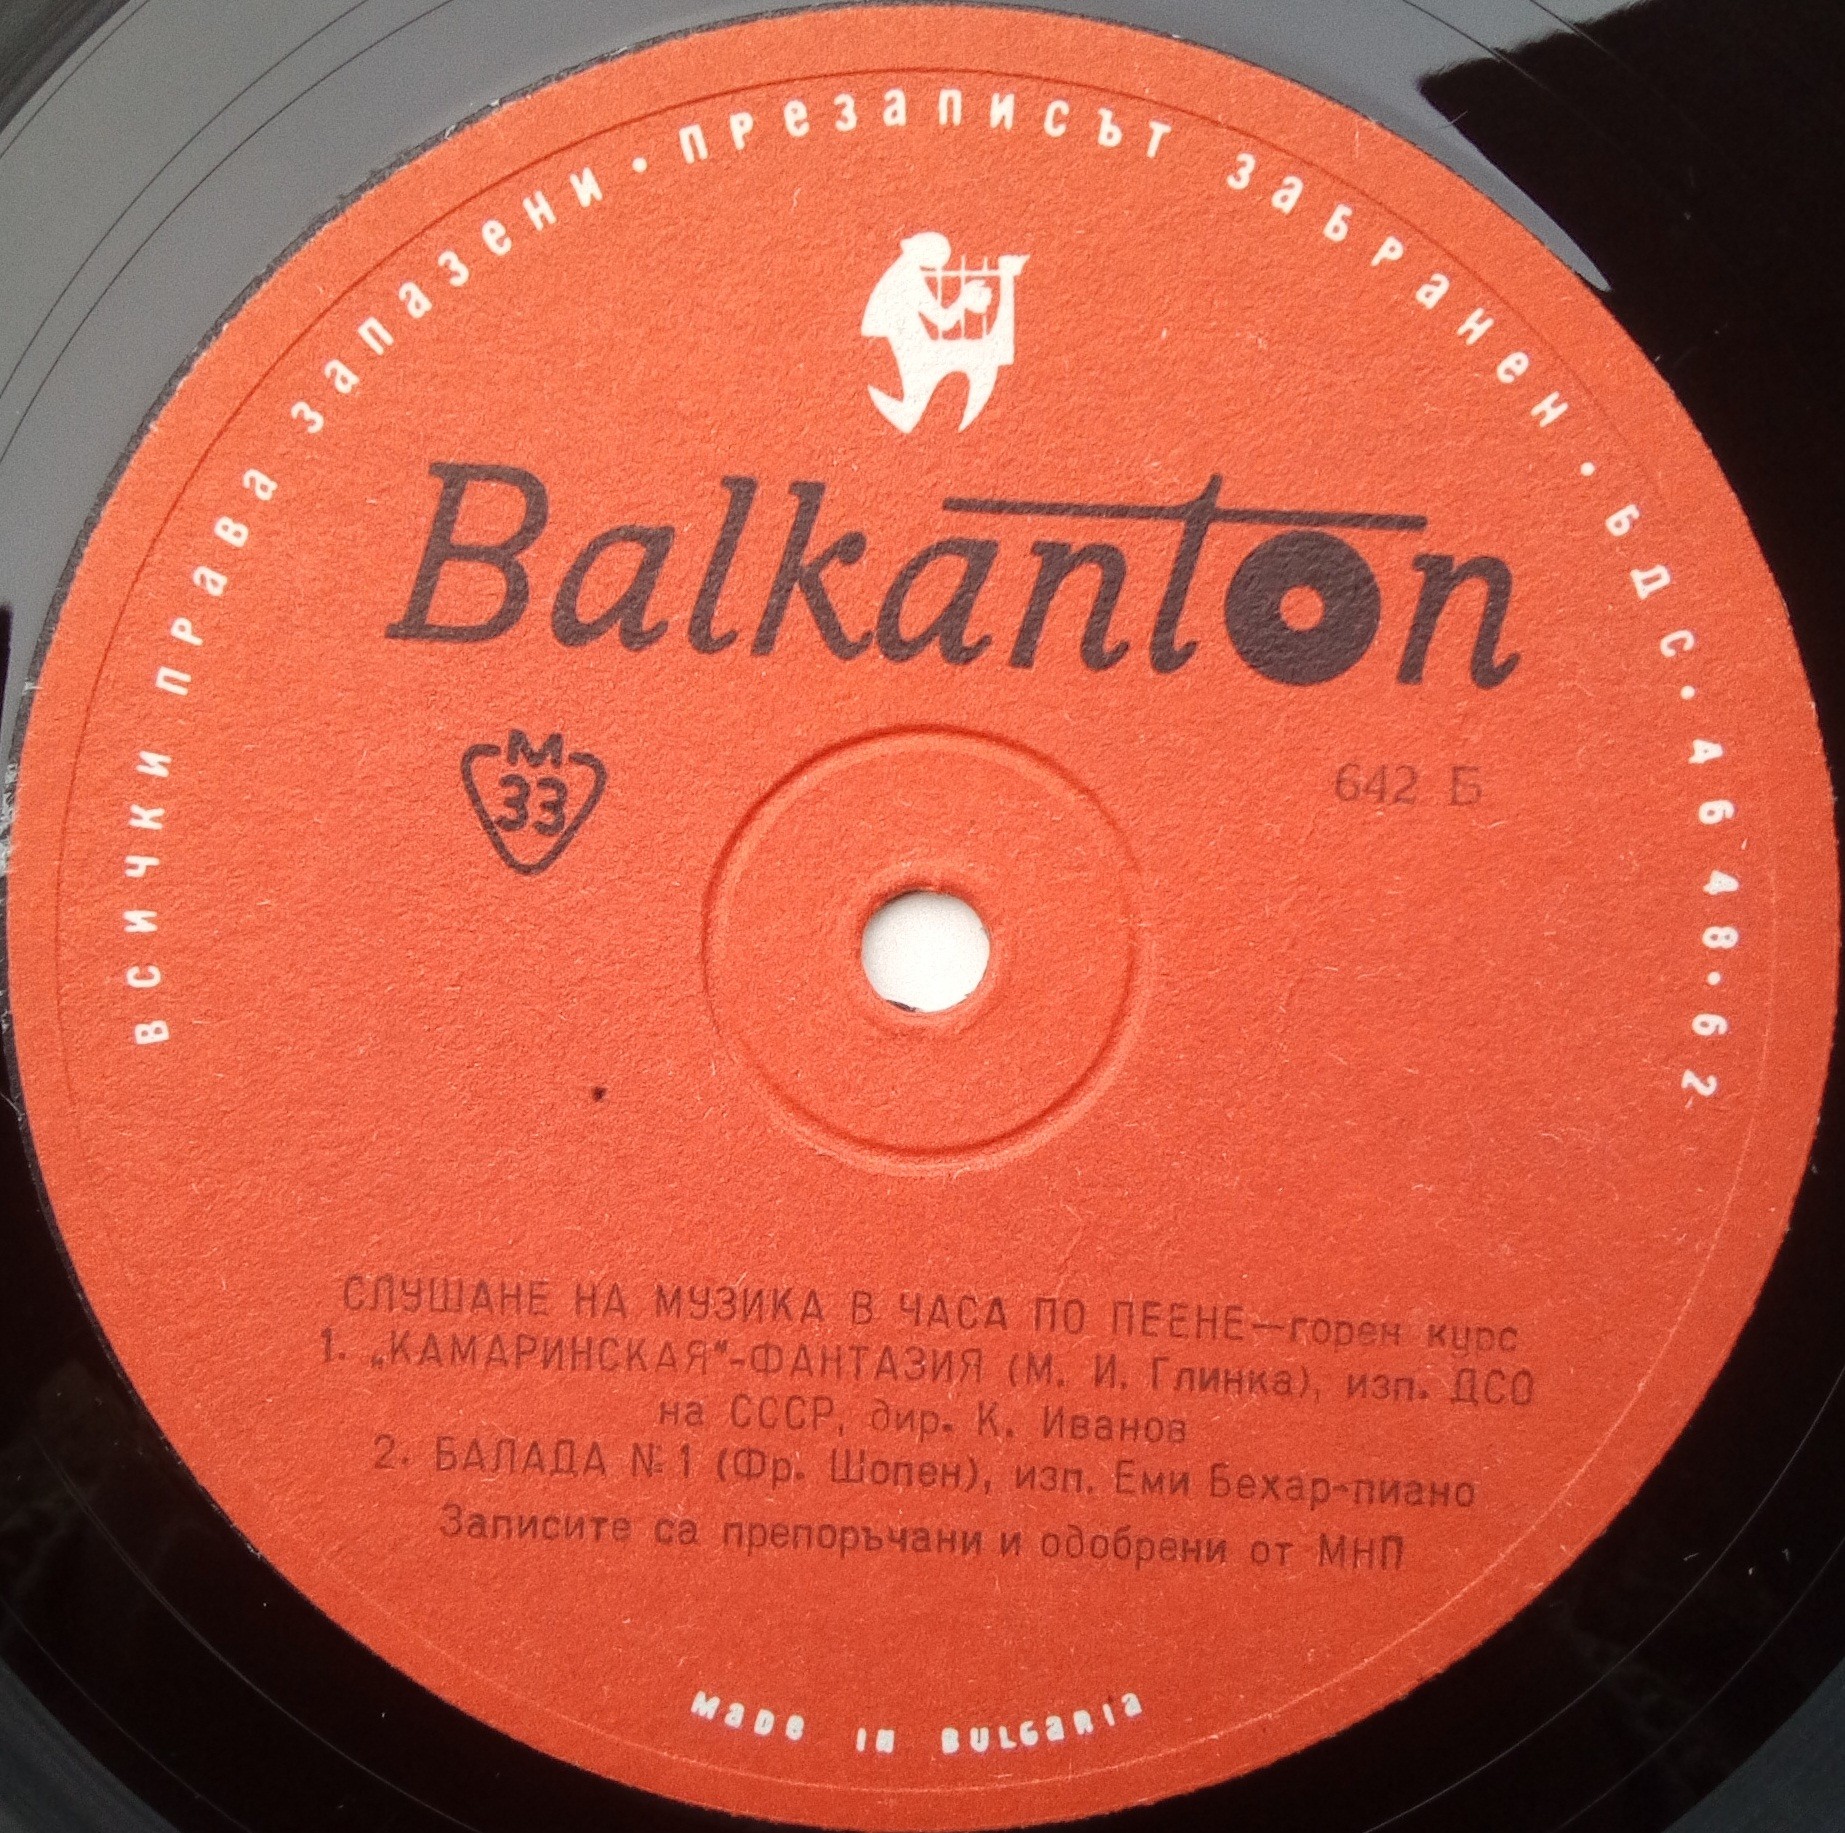 всички права запазени · презаписът забранен · БДС · 4648 · 62
Balkanton
М
33
642 Б
СЛУШАНЕ НА МУЗИКА В ЧАСА ПО ПЕЕНЕ—горен курс
1. „КАМАРИНСКАЯ“-ФАНТАЗИЯ (М. И. Глинка), изп. ДСО
на СССР, дир. К. Иванов
2. БАЛАДА № 1 (Фр. Шопен), изп. Еми Бехар-пиано
Записите са препоръчани и одобрени от МНП
Made in Bulgaria